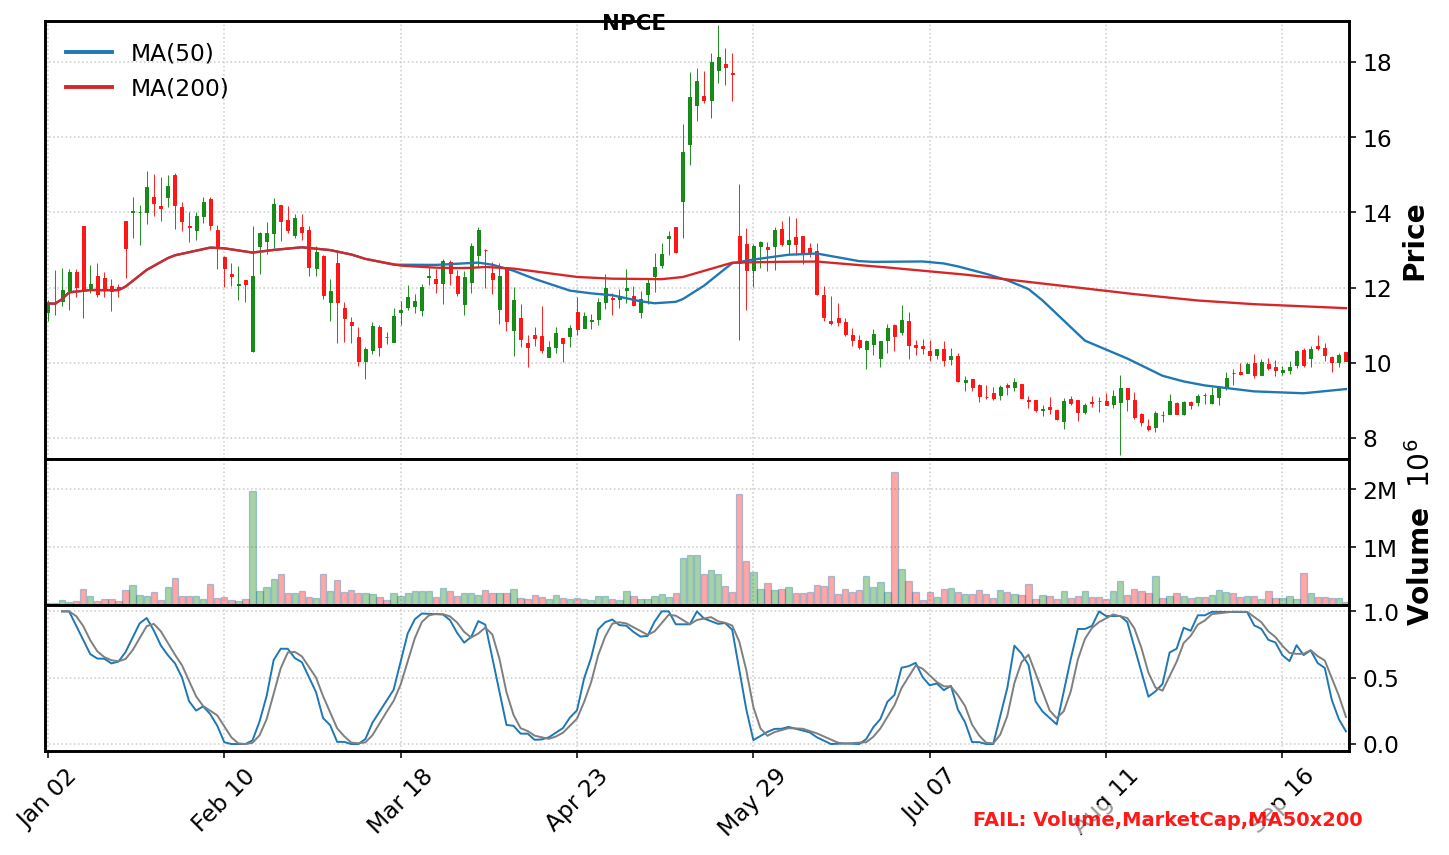 NPCE
MA(50)
MA(200)
18
16
14
12
10
8
Price
2M
1M
Volume 10⁶
1.0
0.5
0.0
Jan 02
Feb 10
Mar 18
Apr 23
May 29
Jul 07
Aug 11
Sep 16
FAIL: Volume,MarketCap,MA50x200